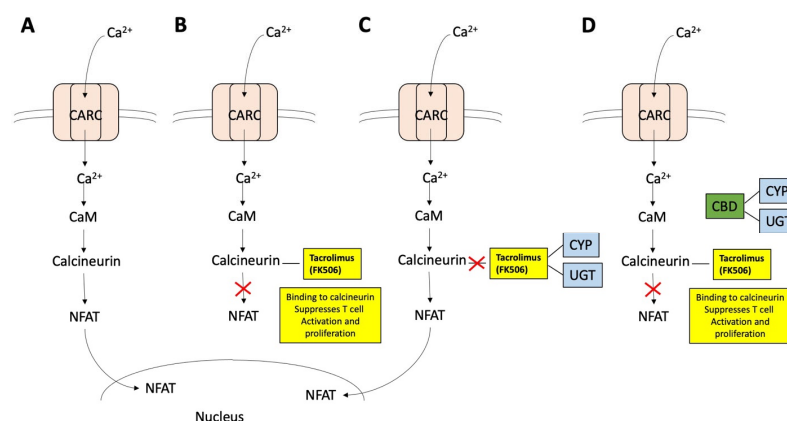 A
Ca2+
CARC
Ca2+
CaM
Calcineurin
NFAT
NFAT
B
Ca2+
CARC
Ca2+
CaM
Calcineurin
Tacrolimus
(FK506)
NFAT
Binding to calcineurin
Suppresses T cell
Activation and
proliferation
C
Ca2+
CARC
Ca2+
CaM
Calcineurin
Tacrolimus
(FK506)
CYP
UGT
NFAT
NFAT
Nucleus
D
Ca2+
CARC
Ca2+
CaM
CBD
CYP
UGT
Calcineurin
Tacrolimus
(FK506)
NFAT
Binding to calcineurin
Suppresses T cell
Activation and
proliferation